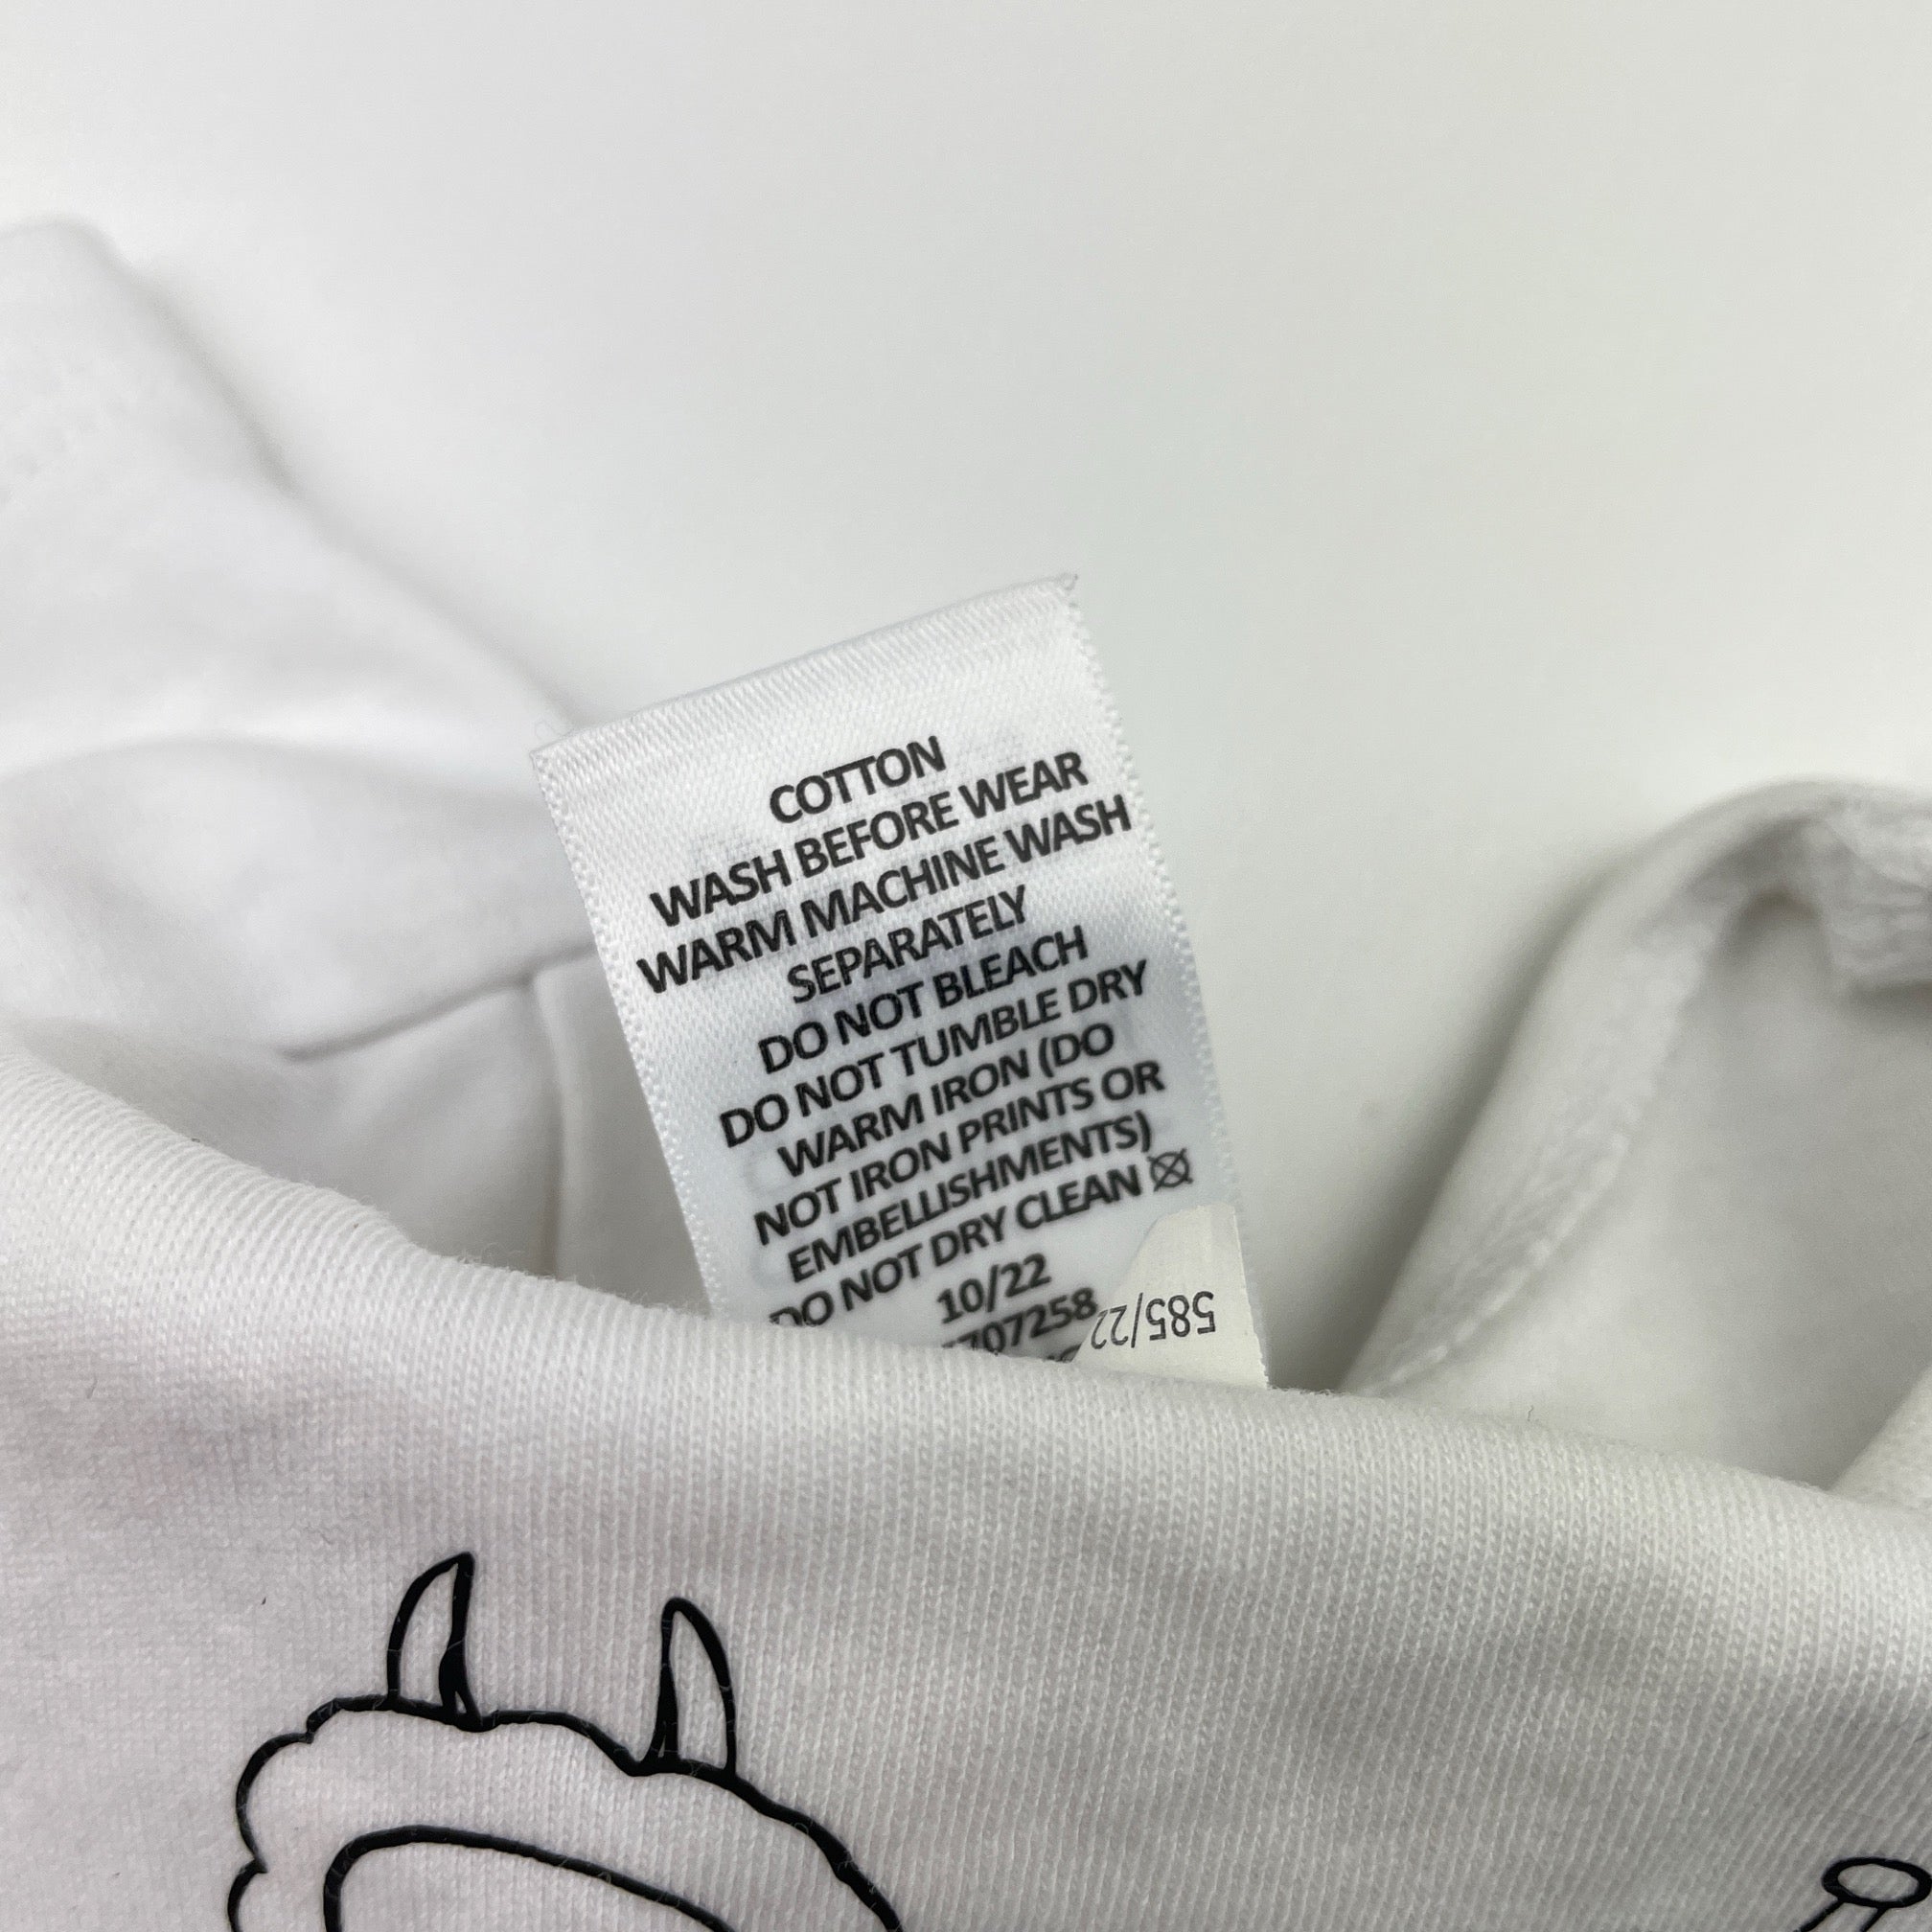 COTTON
WASH BEFORE WEAR
WARM MACHINE WASH
SEPARATELY
DO NOT BLEACH
DO NOT TUMBLE DRY
WARM IRON (DO
NOT IRON PRINTS OR
EMBELLISHMENTS)
DO NOT DRY CLEAN
10/22
707258
585/22